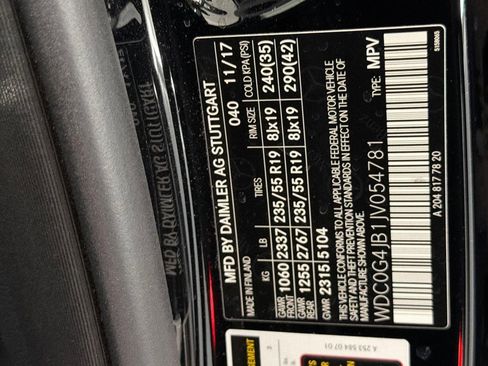 MFD BY DAIMLER AG STUTTGART
MADE IN FINLAND 040 11/17
KG LB TIRES RIM SIZE COLD KPA(PSI)
GAWR FRONT 1060 2337 235/55 R19 8Jx19 240(35)
GAWR REAR 1255 2767 235/55 R19 8Jx19 290(42)
GVWR 2315 5104
THIS VEHICLE CONFORMS TO ALL APPLICABLE FEDERAL MOTOR VEHICLE
SAFETY AND THEFT PREVENTION STANDARDS IN EFFECT ON THE DATE OF
MANUFACTURE SHOWN ABOVE.
WDC0G4JB1JV054781 TYPE: MPV
A 204 817 78 20
A 253 584 07 01